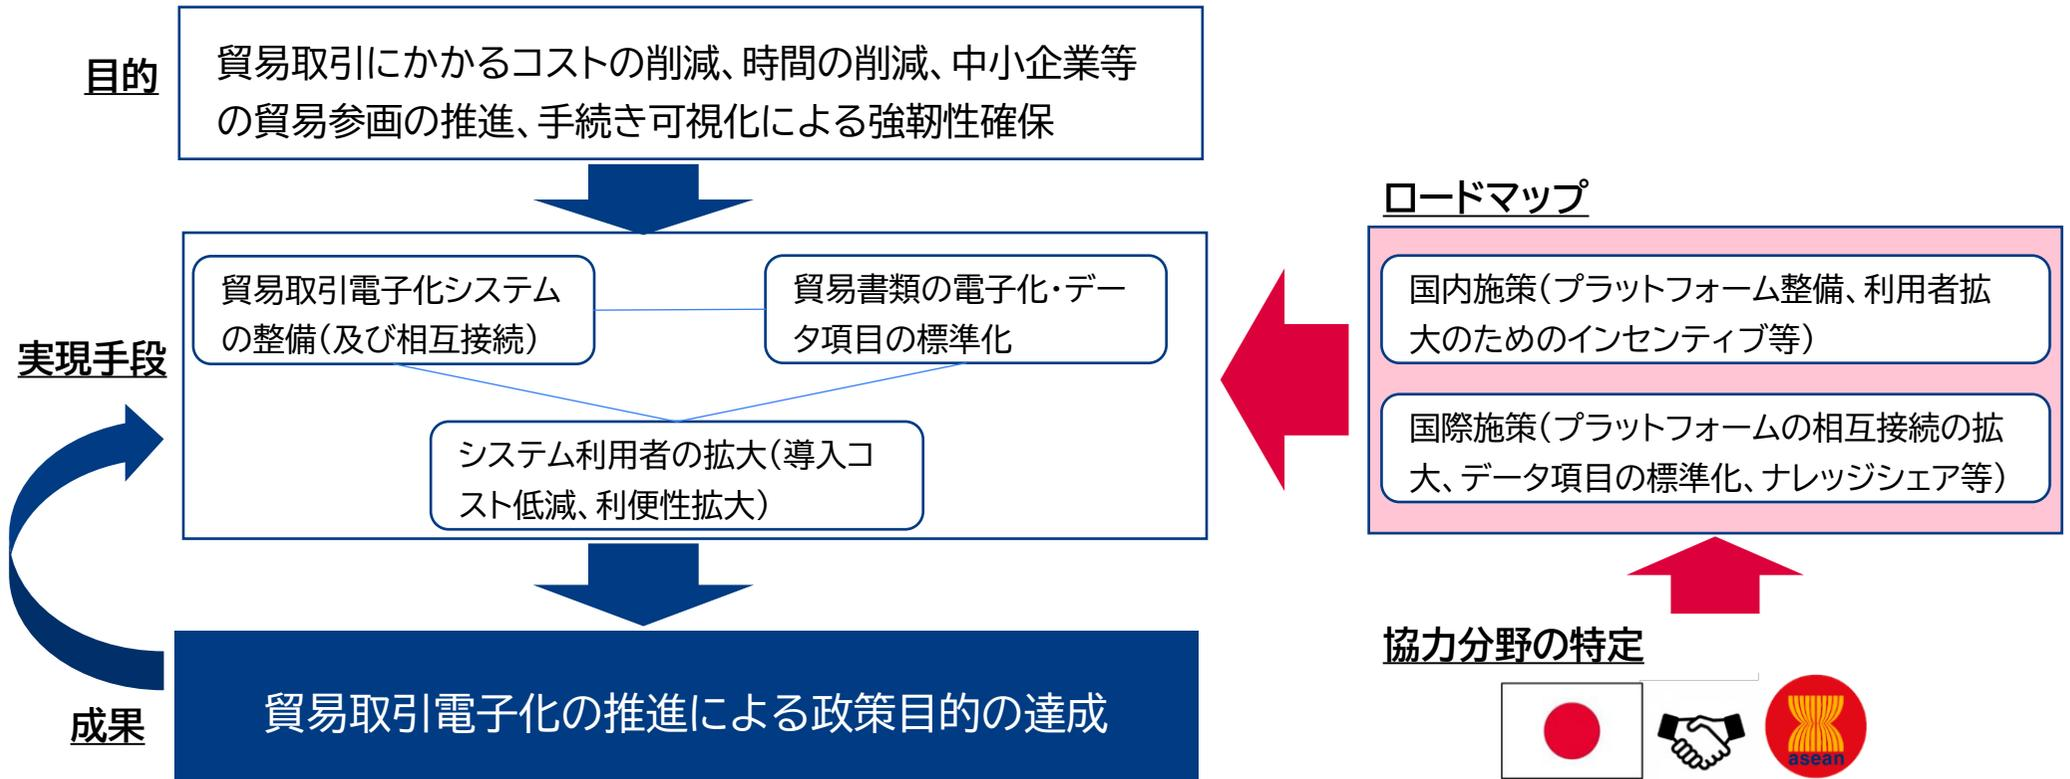 目的
貿易取引にかかるコストの削減、時間の削減、中小企業等
の貿易参画の推進、手続き可視化による強靭性確保
実現手段
貿易取引電子化システム
の整備(及び相互接続)
貿易書類の電子化・デー
タ項目の標準化
システム利用者の拡大(導入コ
スト低減、利便性拡大)
成果
貿易取引電子化の推進による政策目的の達成
ロードマップ
国内施策(プラットフォーム整備、利用者拡
大のためのインセンティブ等)
国際施策(プラットフォームの相互接続の拡
大、データ項目の標準化、ナレッジシェア等)
協力分野の特定
asean